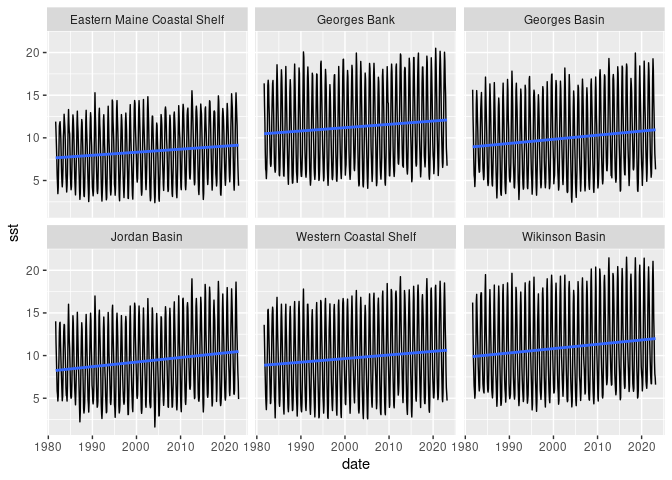 Eastern Maine Coastal Shelf Georges Bank Georges Basin
20
15
10
5
Jordan Basin Western Coastal Shelf Wikinson Basin
20
15
10
5
sst
1980 1990 2000 2010 2020 1980 1990 2000 2010 2020 1980 1990 2000 2010 2020
date